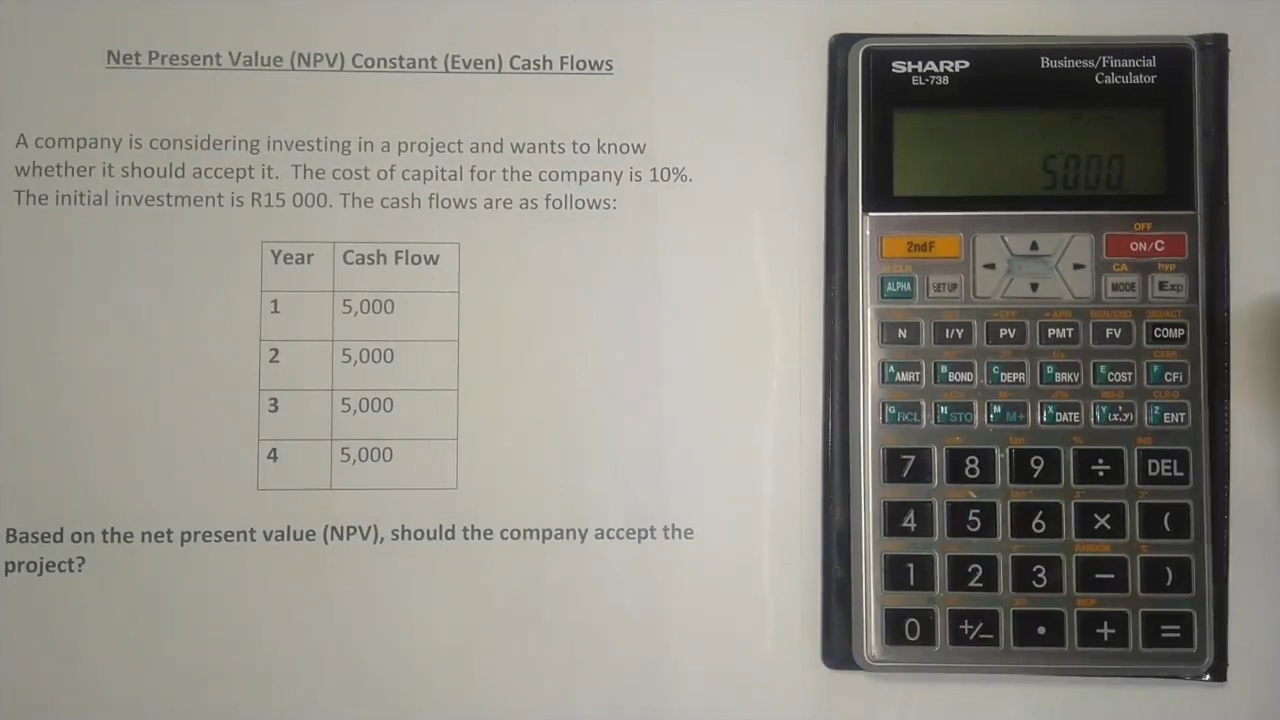 Net Present Value (NPV) Constant (Even) Cash Flows
A company is considering investing in a project and wants to know
whether it should accept it. The cost of capital for the company is 10%.
The initial investment is R15 000. The cash flows are as follows:
Year Cash Flow
1 5,000
2 5,000
3 5,000
4 5,000
Based on the net present value (NPV), should the company accept the
project?
SHARP
EL-738
Business/Financial
Calculator
5000
OFF
2ndF ON/C
CA hyp
ALPHA SET UP MODE Exp
N I/Y PV PMT FV COMP
A AMRT B BOND C DEPR D BRKV E COST F CFi
G RCL STO M M+ X DATE Y (x,y) Z ENT
7 8 9 ÷ DEL
4 5 6 × (
RANDOM
1 2 3 − )
0 +/− • + =